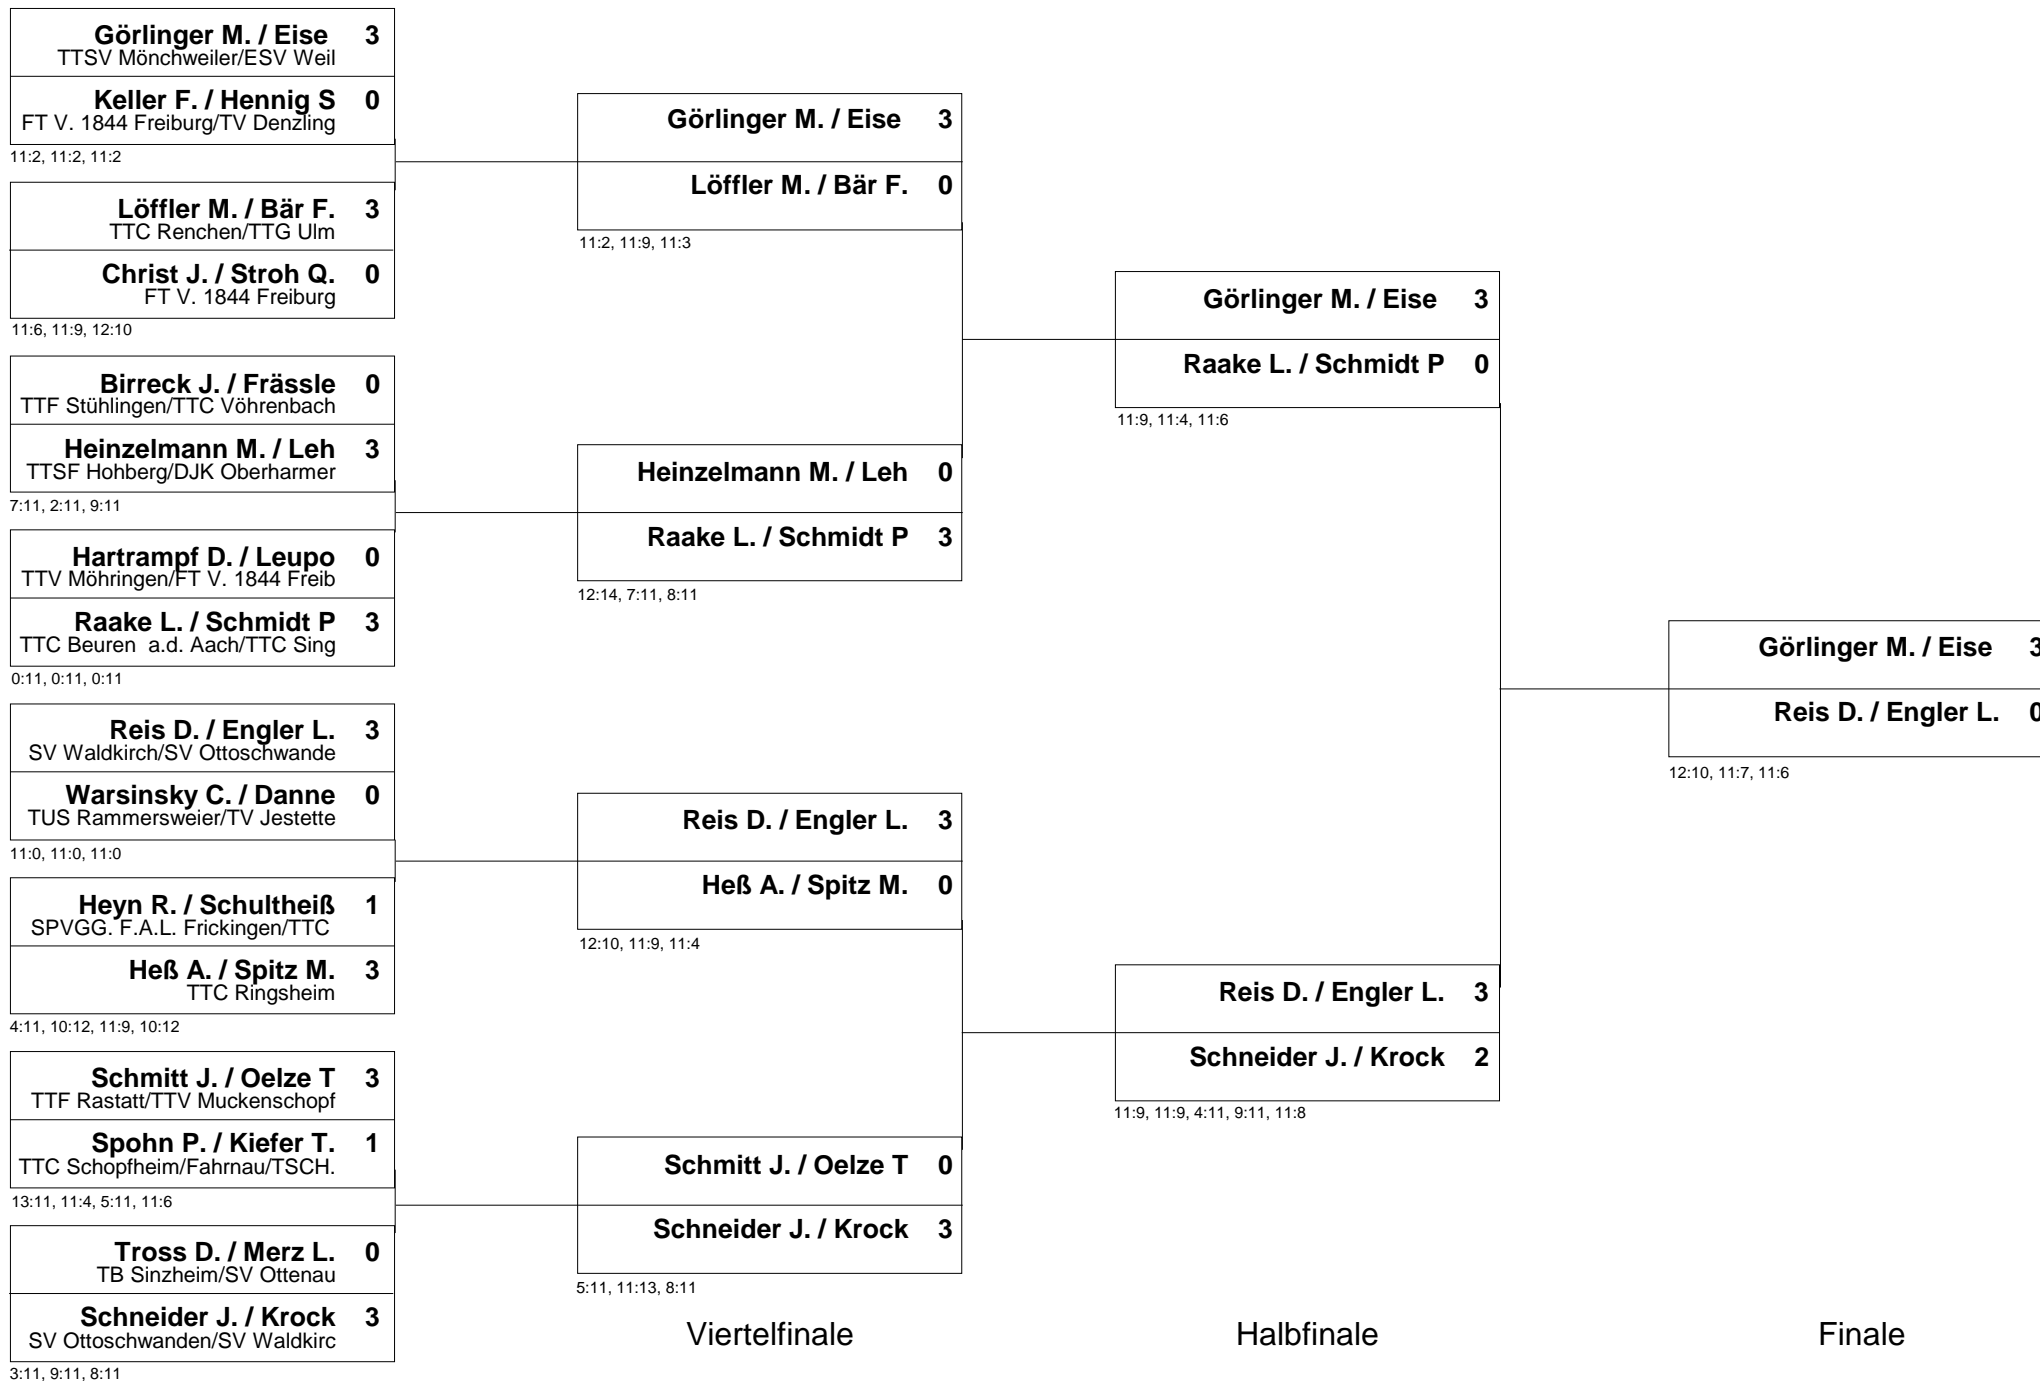 Görlinger M. / Eise 3
TTSV Mönchweiler/ESV Weil
Keller F. / Hennig S 0
FT V. 1844 Freiburg/TV Denzling
11:2, 11:2, 11:2
Löffler M. / Bär F. 3
TTC Renchen/TTG Ulm
Christ J. / Stroh Q. 0
FT V. 1844 Freiburg
11:6, 11:9, 12:10
Birreck J. / Frässle 0
TTF Stühlingen/TTC Vöhrenbach
Heinzelmann M. / Leh 3
TTSF Hohberg/DJK Oberharmer
7:11, 2:11, 9:11
Hartrampf D. / Leupo 0
TTV Möhringen/FT V. 1844 Freib
Raake L. / Schmidt P 3
TTC Beuren a.d. Aach/TTC Sing
0:11, 0:11, 0:11
Reis D. / Engler L. 3
SV Waldkirch/SV Ottoschwande
Warsinsky C. / Danne 0
TUS Rammersweier/TV Jestette
11:0, 11:0, 11:0
Heyn R. / Schultheiß 1
SPVGG. F.A.L. Frickingen/TTC
Heß A. / Spitz M. 3
TTC Ringsheim
4:11, 10:12, 11:9, 10:12
Schmitt J. / Oelze T 3
TTF Rastatt/TTV Muckenschopf
Spohn P. / Kiefer T. 1
TTC Schopfheim/Fahrnau/TSCH.
13:11, 11:4, 5:11, 11:6
Tross D. / Merz L. 0
TB Sinzheim/SV Ottenau
Schneider J. / Krock 3
SV Ottoschwanden/SV Waldkirc
3:11, 9:11, 8:11
Görlinger M. / Eise 3
Löffler M. / Bär F. 0
11:2, 11:9, 11:3
Heinzelmann M. / Leh 0
Raake L. / Schmidt P 3
12:14, 7:11, 8:11
Reis D. / Engler L. 3
Heß A. / Spitz M. 0
12:10, 11:9, 11:4
Schmitt J. / Oelze T 0
Schneider J. / Krock 3
5:11, 11:13, 8:11
Viertelfinale
Görlinger M. / Eise 3
Raake L. / Schmidt P 0
11:9, 11:4, 11:6
Reis D. / Engler L. 3
Schneider J. / Krock 2
11:9, 11:9, 4:11, 9:11, 11:8
Halbfinale
Görlinger M. / Eise 3
Reis D. / Engler L. 0
12:10, 11:7, 11:6
Finale